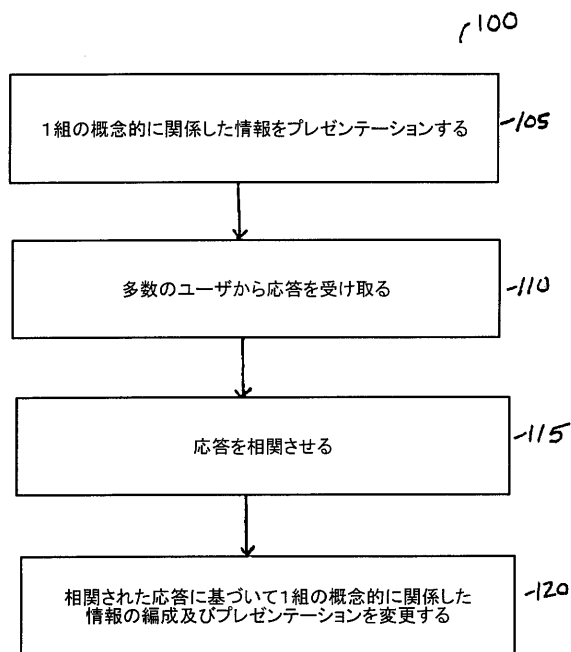 100
1組の概念的に関係した情報をプレゼンテーションする
105
多数のユーザから応答を受け取る
110
応答を相関させる
115
相関された応答に基づいて1組の概念的に関係した
情報の編成及びプレゼンテーションを変更する
120